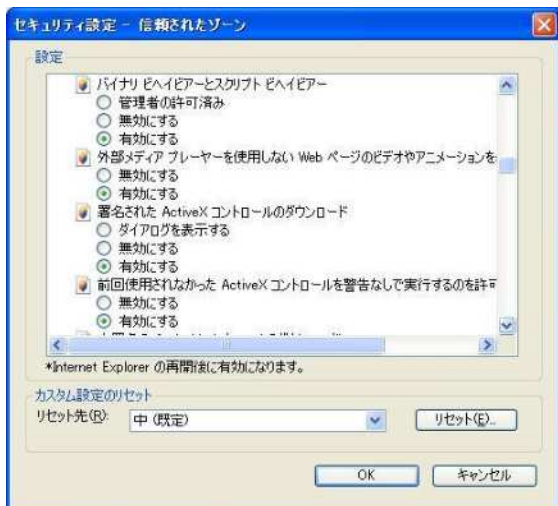 セキュリティ設定 - 信頼されたゾーン
設定
バイナリ ビヘイビアーとスクリプト ビヘイビアー
管理者の許可済み
無効にする
有効にする
外部メディア プレーヤーを使用しない Web ページのビデオやアニメーションを
無効にする
有効にする
署名された ActiveX コントロールのダウンロード
ダイアログを表示する
無効にする
有効にする
前回使用されなかった ActiveX コントロールを警告なしで実行するのを許可
無効にする
有効にする
*Internet Explorer の再開後に有効になります。
カスタム設定のリセット
リセット先(R): 中 (既定) リセット(E)...
OK キャンセル